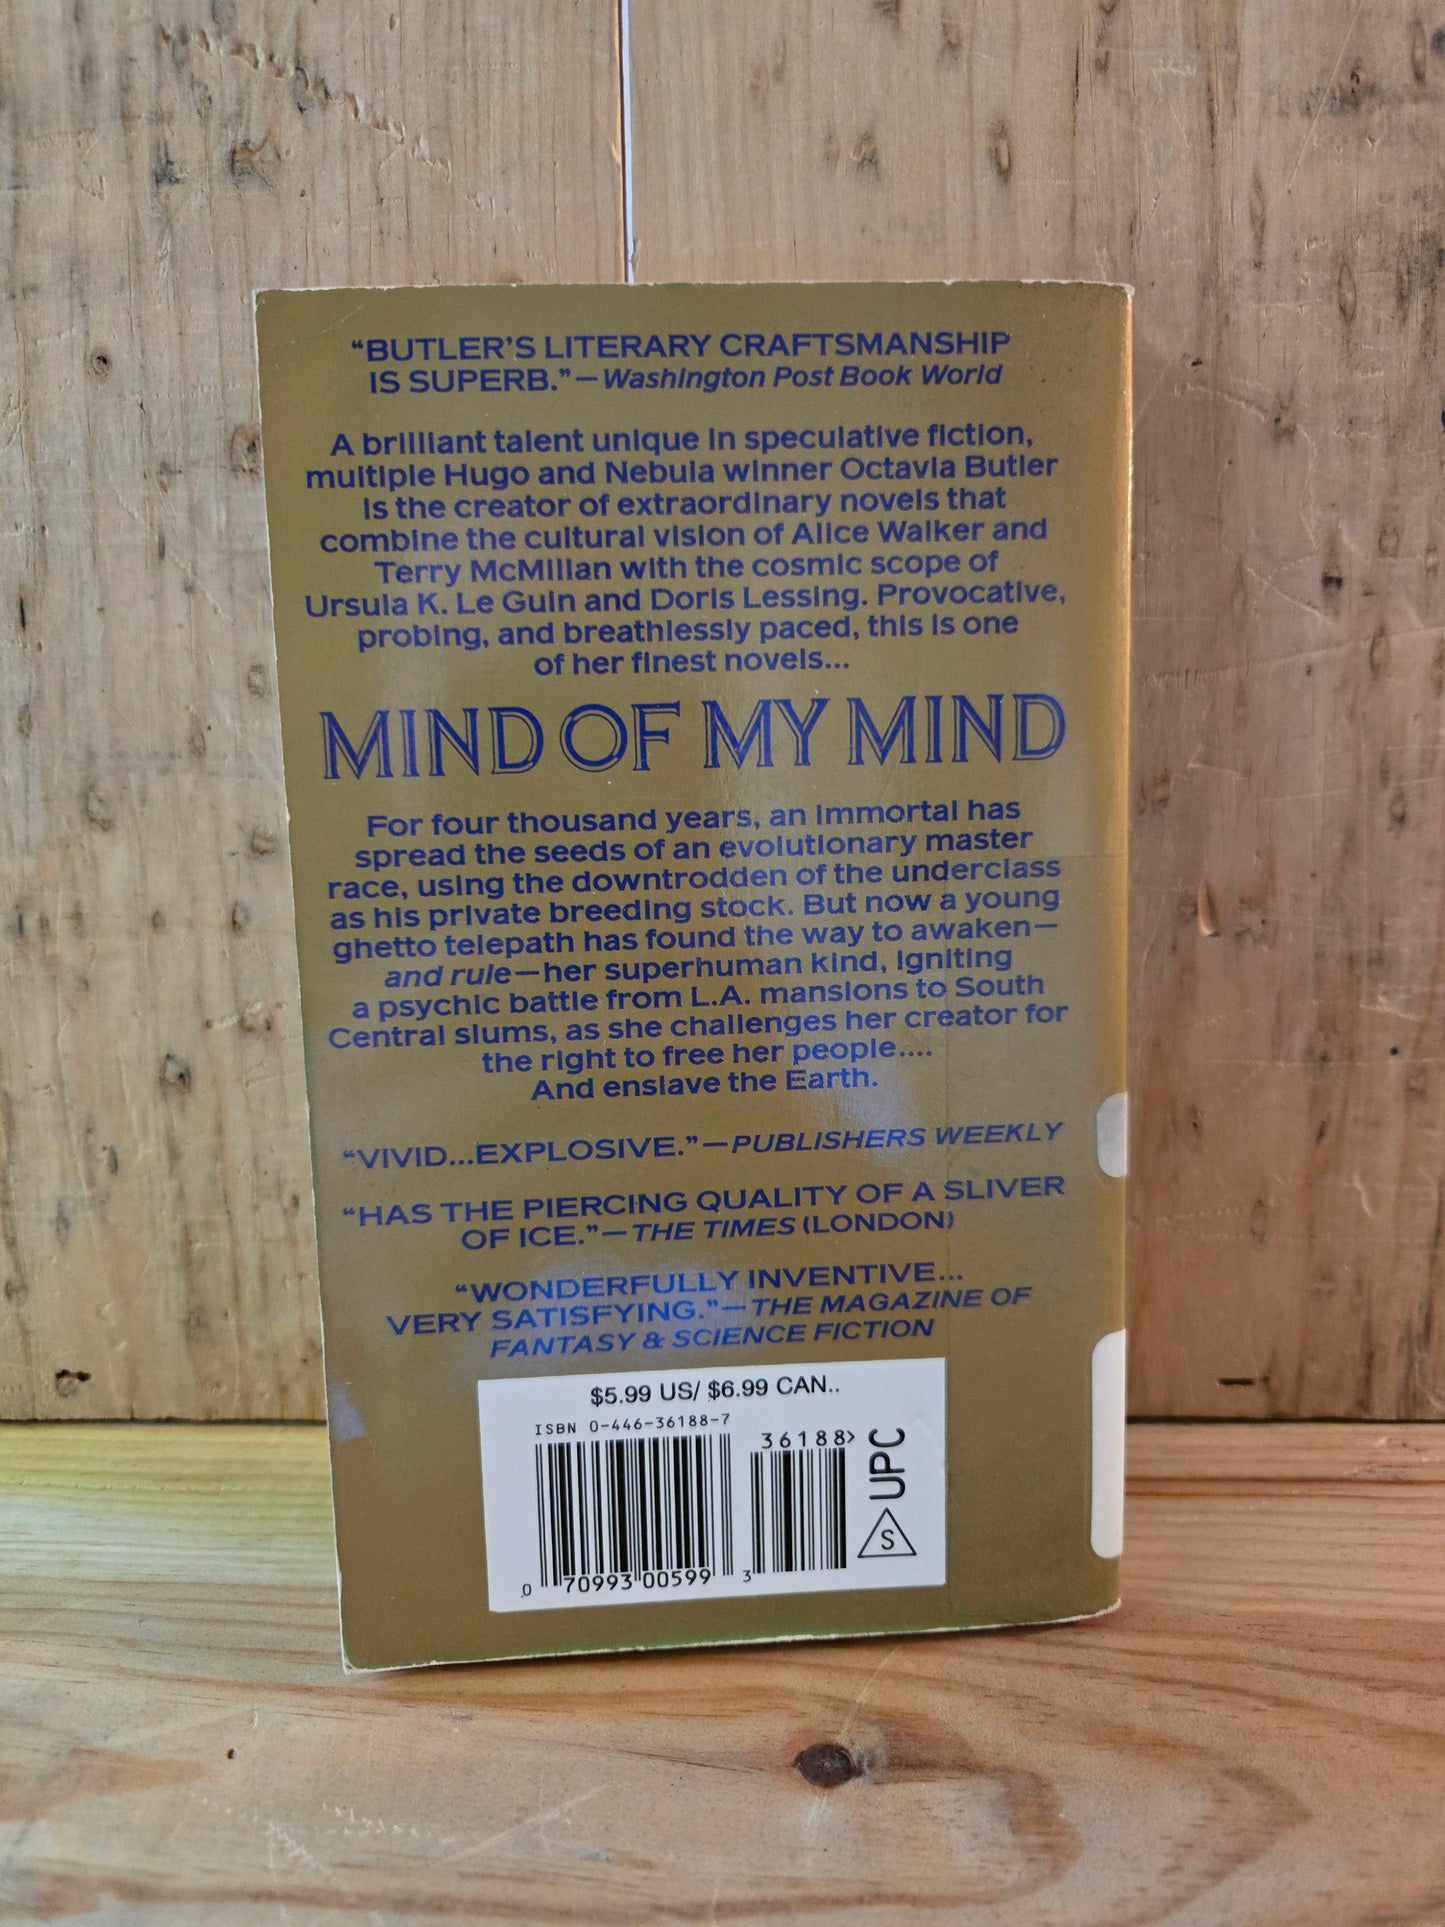 “BUTLER’S LITERARY CRAFTSMANSHIP
IS SUPERB.”—Washington Post Book World
A brilliant talent unique in speculative fiction,
multiple Hugo and Nebula winner Octavia Butler
is the creator of extraordinary novels that
combine the cultural vision of Alice Walker and
Terry McMillan with the cosmic scope of
Ursula K. Le Guin and Doris Lessing. Provocative,
probing, and breathlessly paced, this is one
of her finest novels...
MIND OF MY MIND
For four thousand years, an immortal has
spread the seeds of an evolutionary master
race, using the downtrodden of the underclass
as his private breeding stock. But now a young
ghetto telepath has found the way to awaken—
and rule—her superhuman kind, igniting
a psychic battle from L.A. mansions to South
Central slums, as she challenges her creator for
the right to free her people....
And enslave the Earth.
“VIVID...EXPLOSIVE.”—PUBLISHERS WEEKLY
“HAS THE PIERCING QUALITY OF A SLIVER
OF ICE.”—THE TIMES (LONDON)
“WONDERFULLY INVENTIVE...
VERY SATISFYING.”—THE MAGAZINE OF
FANTASY & SCIENCE FICTION
$5.99 US/ $6.99 CAN..
ISBN 0-446-36188-7
36188>
UPC
S
0 70993 00599 3